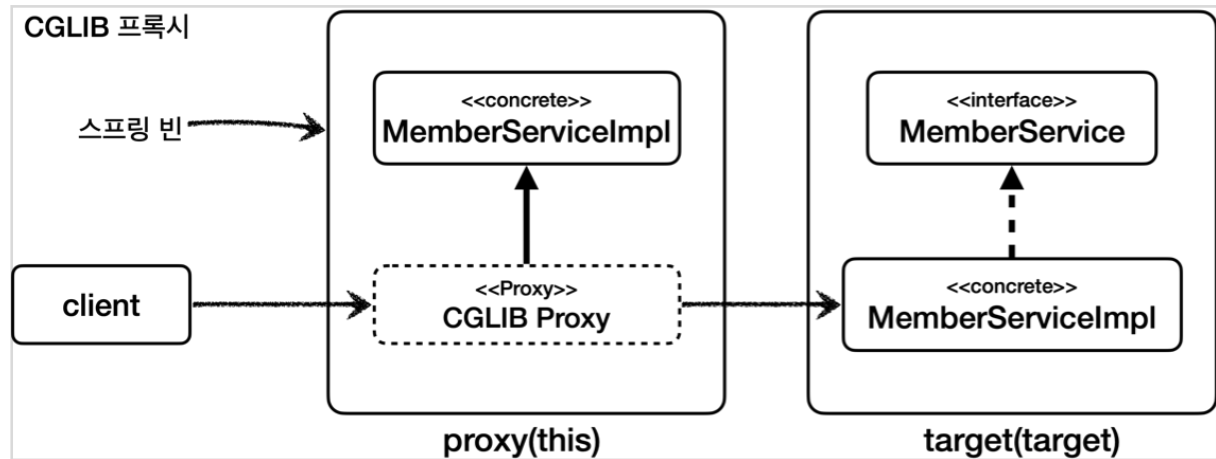 CGLIB 프록시
스프링 빈
<<concrete>>
MemberServiceImpl
<<interface>>
MemberService
client
<<Proxy>>
CGLIB Proxy
<<concrete>>
MemberServiceImpl
proxy(this)
target(target)